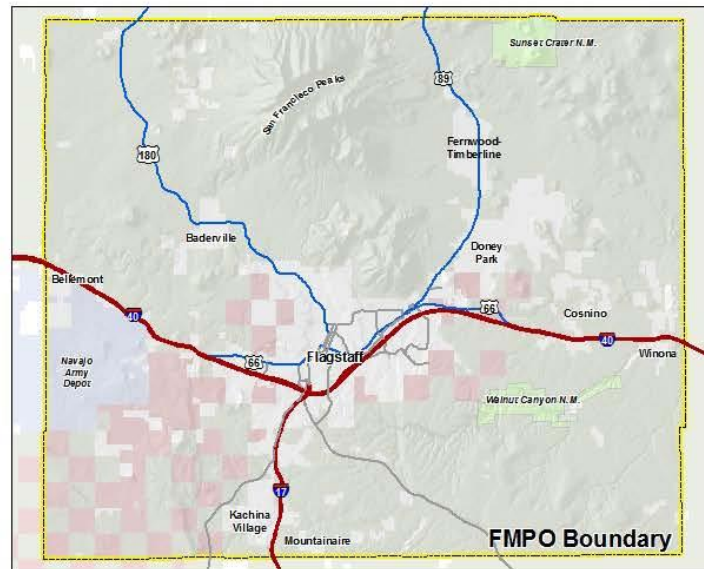 Sunset Crater N.M.
San Francisco Peaks
89
Fernwood-
Timberline
180
Baderville
Doney
Park
Bellemont
66
Cosnino
40
40
Winona
Navajo
Army
Depot
66
Flagstaff
Walnut Canyon N.M.
17
Kachina
Village
Mountainaire
FMPO Boundary